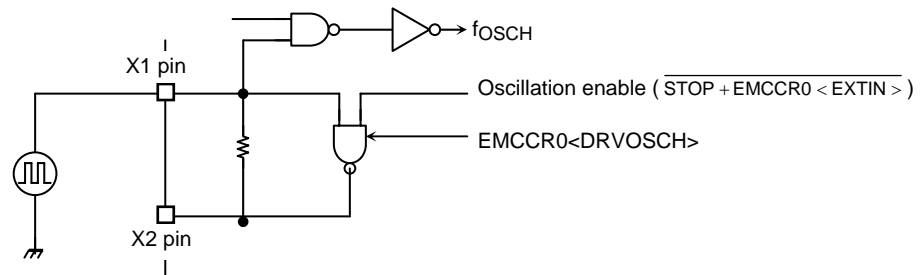 fOSCH
X1 pin
Oscillation enable ( STOP + EMCCR0 < EXTIN > )
EMCCR0<DRVOSCH>
X2 pin